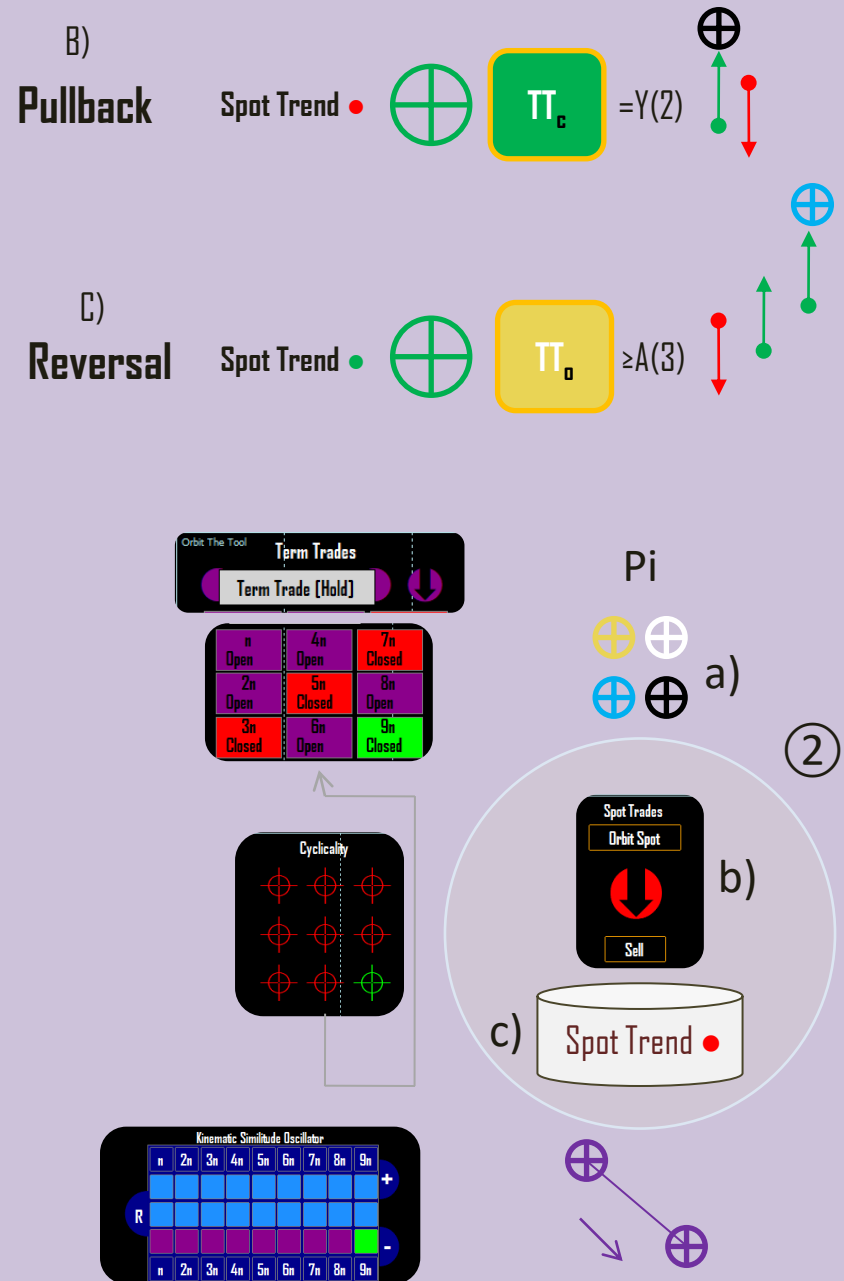 B)
Pullback
Spot Trend
TTc
=Y(2)
C)
Reversal
Spot Trend
TTo
≥A(3)
Orbit The Tool
Term Trades
Term Trade [Hold]
n
Open
4n
Open
7n
Closed
2n
Open
5n
Closed
8n
Open
3n
Closed
6n
Open
9n
Closed
Cyclicality
Kinematic Similitude Oscillator
n 2n 3n 4n 5n 6n 7n 8n 9n
+
R
-
n 2n 3n 4n 5n 6n 7n 8n 9n
Pi
a)
2
Spot Trades
Orbit Spot
b)
Sell
c)
Spot Trend